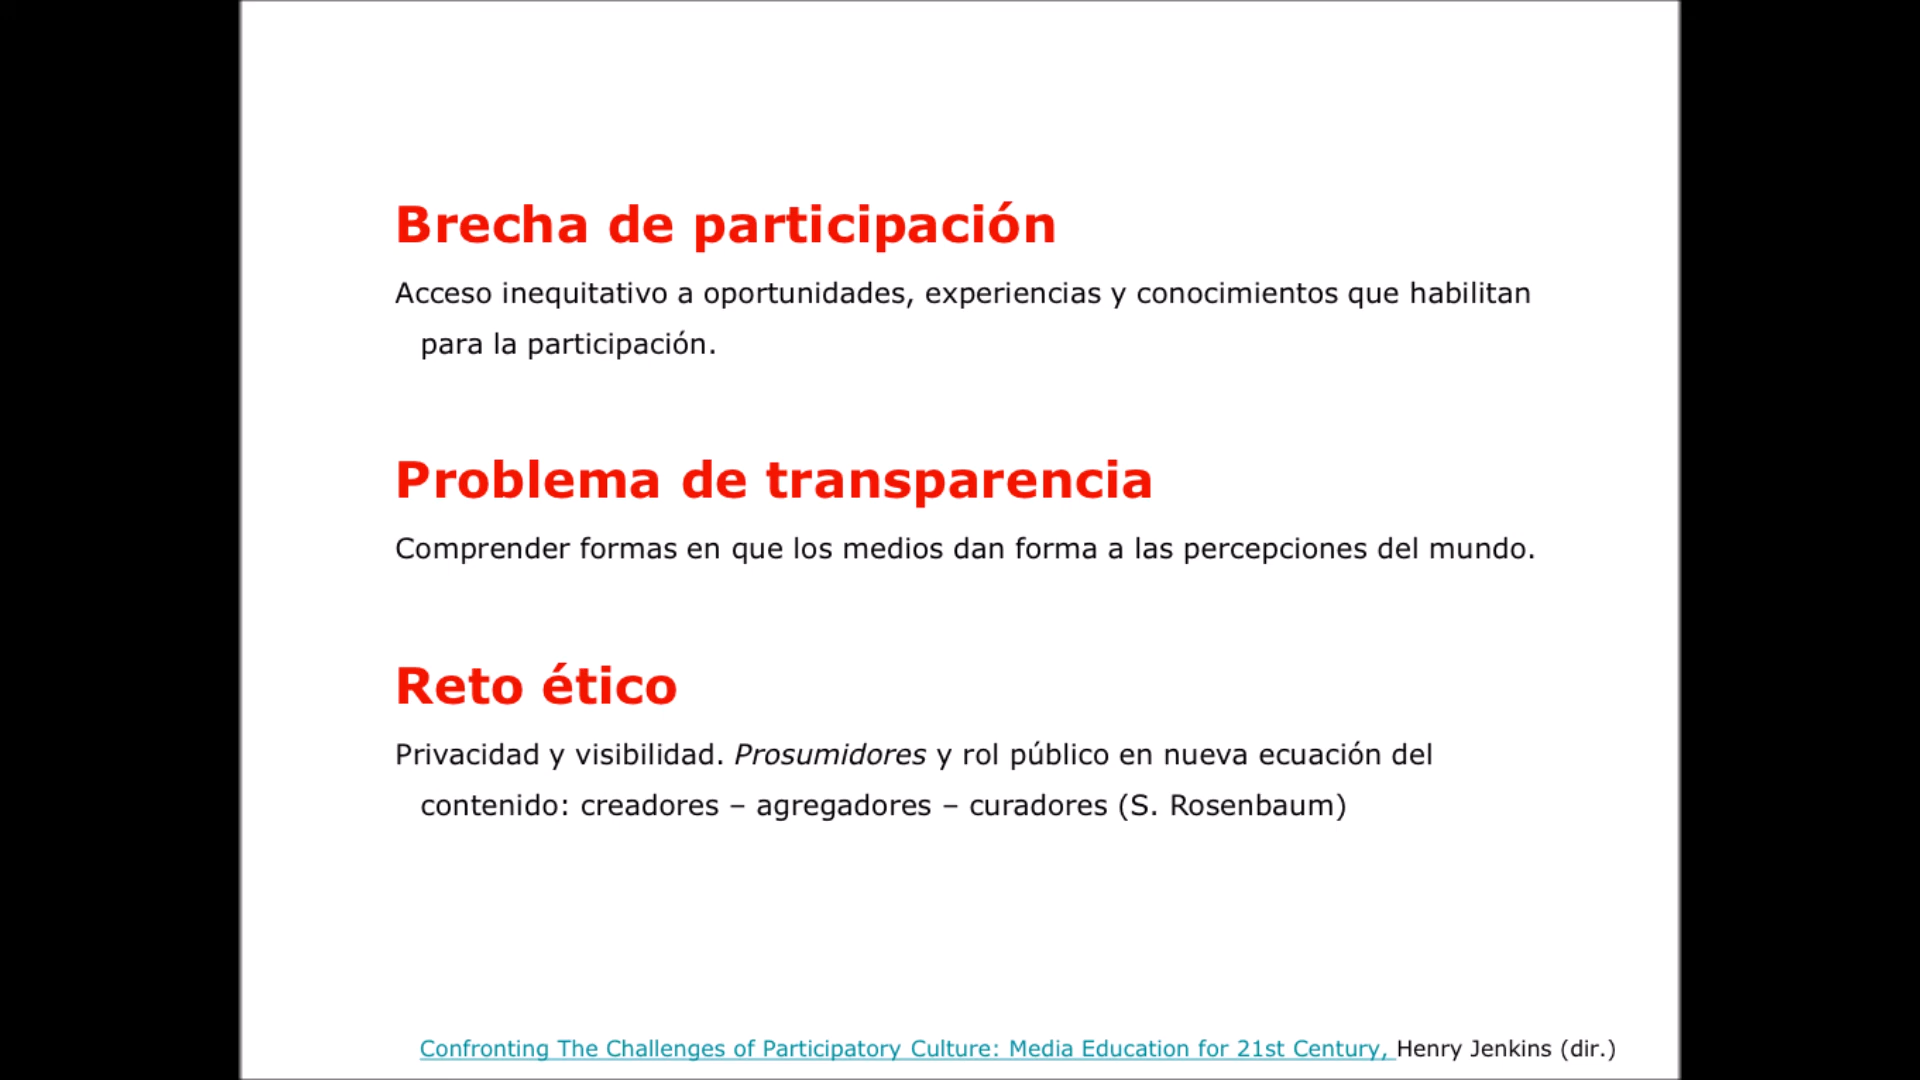 Brecha de participación
Acceso inequitativo a oportunidades, experiencias y conocimientos que habilitan
para la participación.
Problema de transparencia
Comprender formas en que los medios dan forma a las percepciones del mundo.
Reto ético
Privacidad y visibilidad. Prosumidores y rol público en nueva ecuación del
contenido: creadores – agregadores – curadores (S. Rosenbaum)
Confronting The Challenges of Participatory Culture: Media Education for 21st Century, Henry Jenkins (dir.)